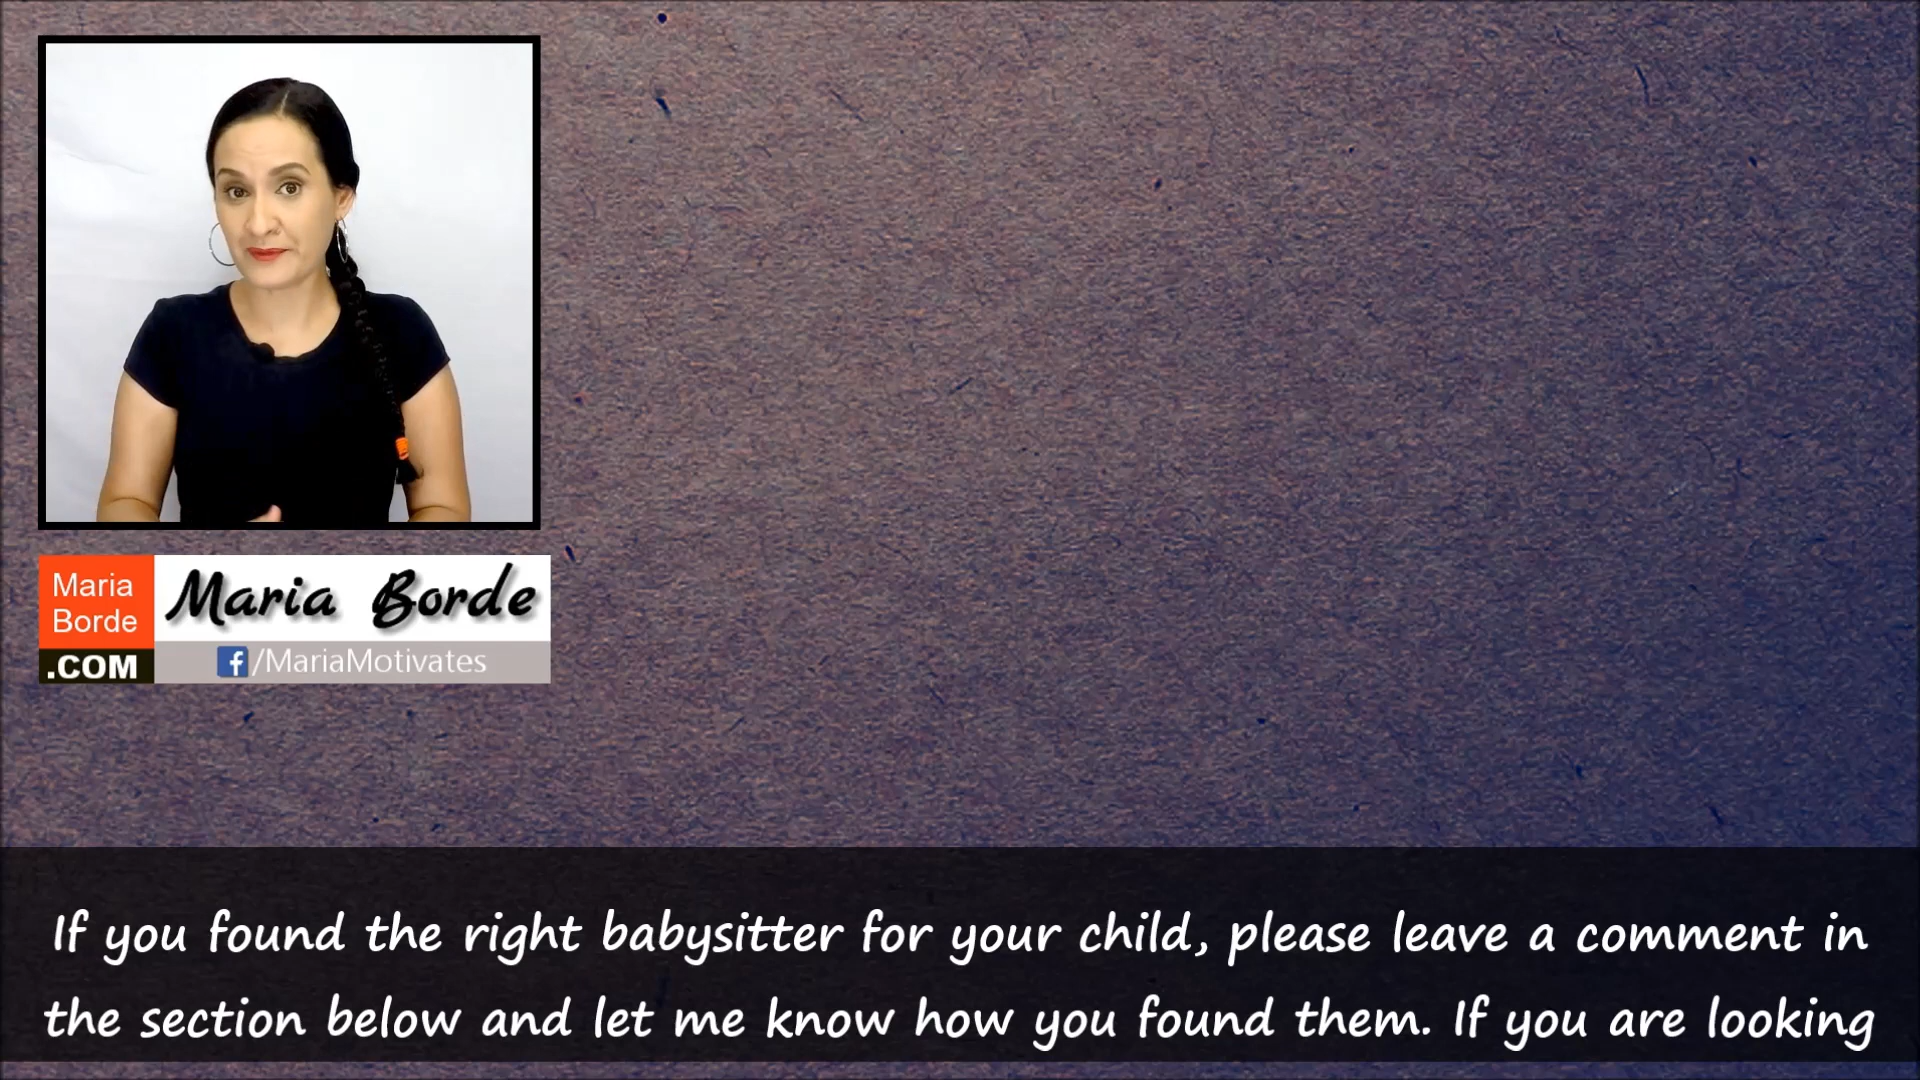 Maria
Borde
.COM
Maria Borde
/MariaMotivates
If you found the right babysitter for your child, please leave a comment in
the section below and let me know how you found them. If you are looking